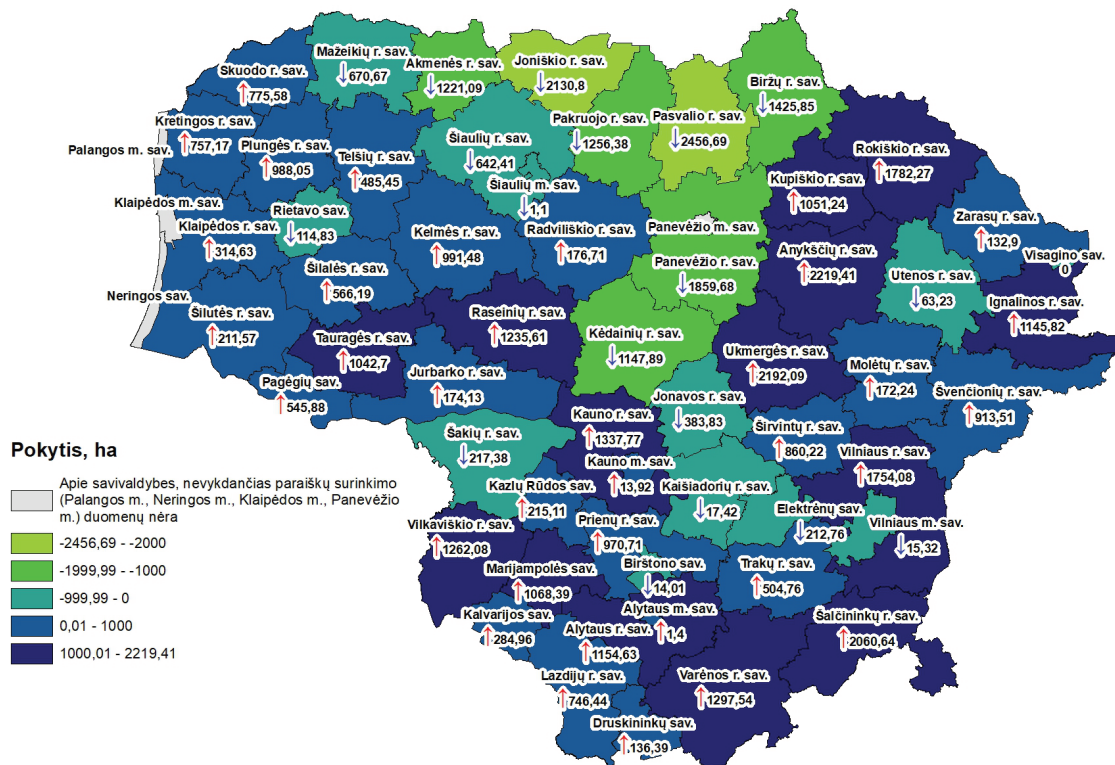 Mažeikių r. sav.
↓670,67
Akmenės r. sav.
↓1221,09
Joniškio r. sav.
↓2130,8
Skuodo r. sav.
↑775,58
Biržų r. sav.
↓1425,85
Pakruojo r. sav.
↓1256,38
Pasvalio r. sav.
↓2456,69
Kretingos r. sav.
↑757,17
Palangos m. sav.
Plungės r. sav.
↑988,05
Telšių r. sav.
↑485,45
Šiaulių r. sav.
↓642,41
Šiaulių m. sav.
↓1,1
Rokiškio r. sav.
↑1782,27
Kupiškio r. sav.
↑1051,24
Klaipėdos m. sav.
Klaipėdos r. sav.
↑314,63
Rietavo sav.
↓114,83
Kelmės r. sav.
↑991,48
Radviliškio r. sav.
↑176,71
Panevėžio m. sav.
Panevėžio r. sav.
↓1859,68
Anykščių r. sav.
↑2219,41
Zarasų r. sav.
↑132,9
Visagino sav.
0
Utenos r. sav.
↓63,23
Ignalinos r. sav.
↑1145,82
Neringos sav.
Šilutės r. sav.
↑211,57
Šilalės r. sav.
↑566,19
Tauragės r. sav.
↑1042,7
Raseinių r. sav.
↑1235,61
Kėdainių r. sav.
↓1147,89
Ukmergės r. sav.
↑2192,09
Molėtų r. sav.
↑172,24
Švenčionių r. sav.
↑913,51
Pagėgių sav.
↑545,88
Jurbarko r. sav.
↑174,13
Jonavos r. sav.
↓383,83
Kauno r. sav.
↑1337,77
Kauno m. sav.
↑13,92
Širvintų r. sav.
↑860,22
Vilniaus r. sav.
↑1754,08
Šakių r. sav.
↓217,38
Kazlų Rūdos sav.
↑215,11
Kaišiadorių r. sav.
↓17,42
Elektrėnų sav.
↓212,76
Vilniaus m. sav.
↓15,32
Vilkaviškio r. sav.
↑1262,08
Prienų r. sav.
↑970,71
Birštono sav.
↓14,01
Trakų r. sav.
↑504,76
Marijampolės sav.
↑1068,39
Kalvarijos sav.
↑284,96
Alytaus m. sav.
↑1,4
Alytaus r. sav.
↑1154,63
Šalčininkų r. sav.
↑2060,64
Lazdijų r. sav.
↑746,44
Varėnos r. sav.
↑1297,54
Druskininkų sav.
↑136,39
Pokytis, ha
Apie savivaldybes, nevykdančias paraiškų surinkimo
(Palangos m., Neringos m., Klaipėdos m., Panevėžio
m.) duomenų nėra
-2456,69 - -2000
-1999,99 - -1000
-999,99 - 0
0,01 - 1000
1000,01 - 2219,41